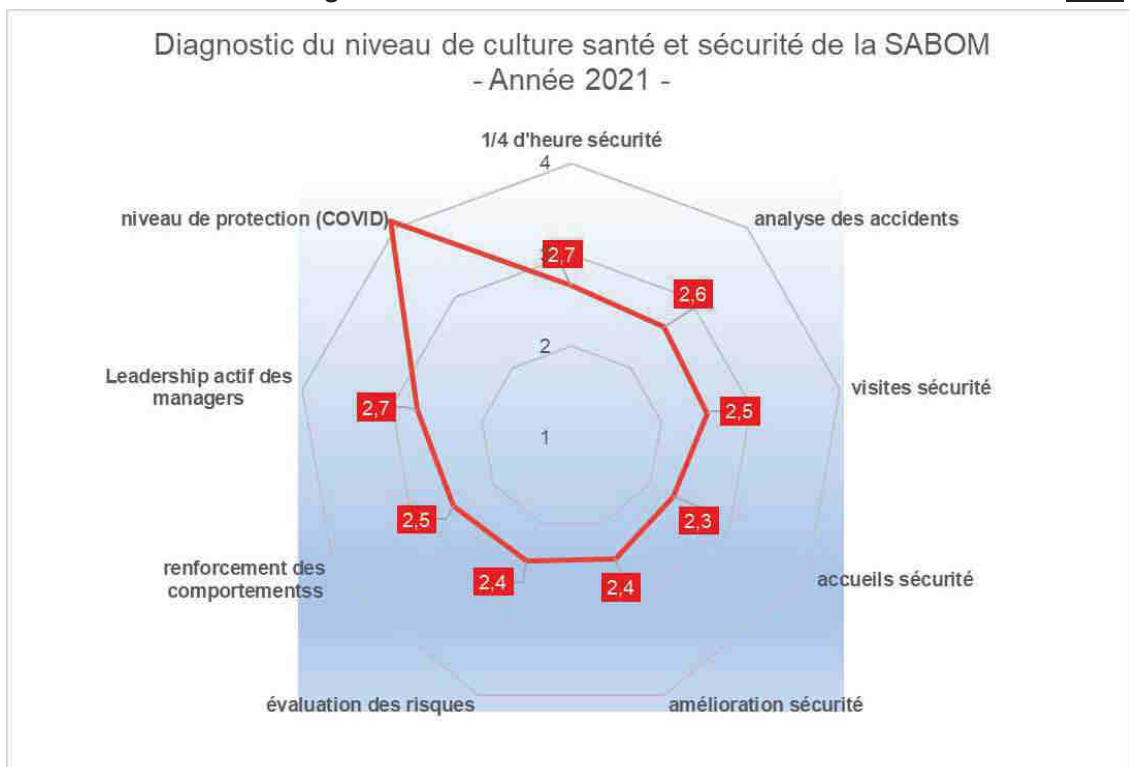 Diagnostic du niveau de culture santé et sécurité de la SABOM
- Année 2021 -
1/4 d'heure sécurité
4
niveau de protection (COVID)
analyse des accidents
2,7
2,6
2
Leadership actif des
managers
visites sécurité
2,7
2,5
1
2,5
2,3
renforcement des
comportementss
accueils sécurité
2,4
2,4
évaluation des risques
amélioration sécurité